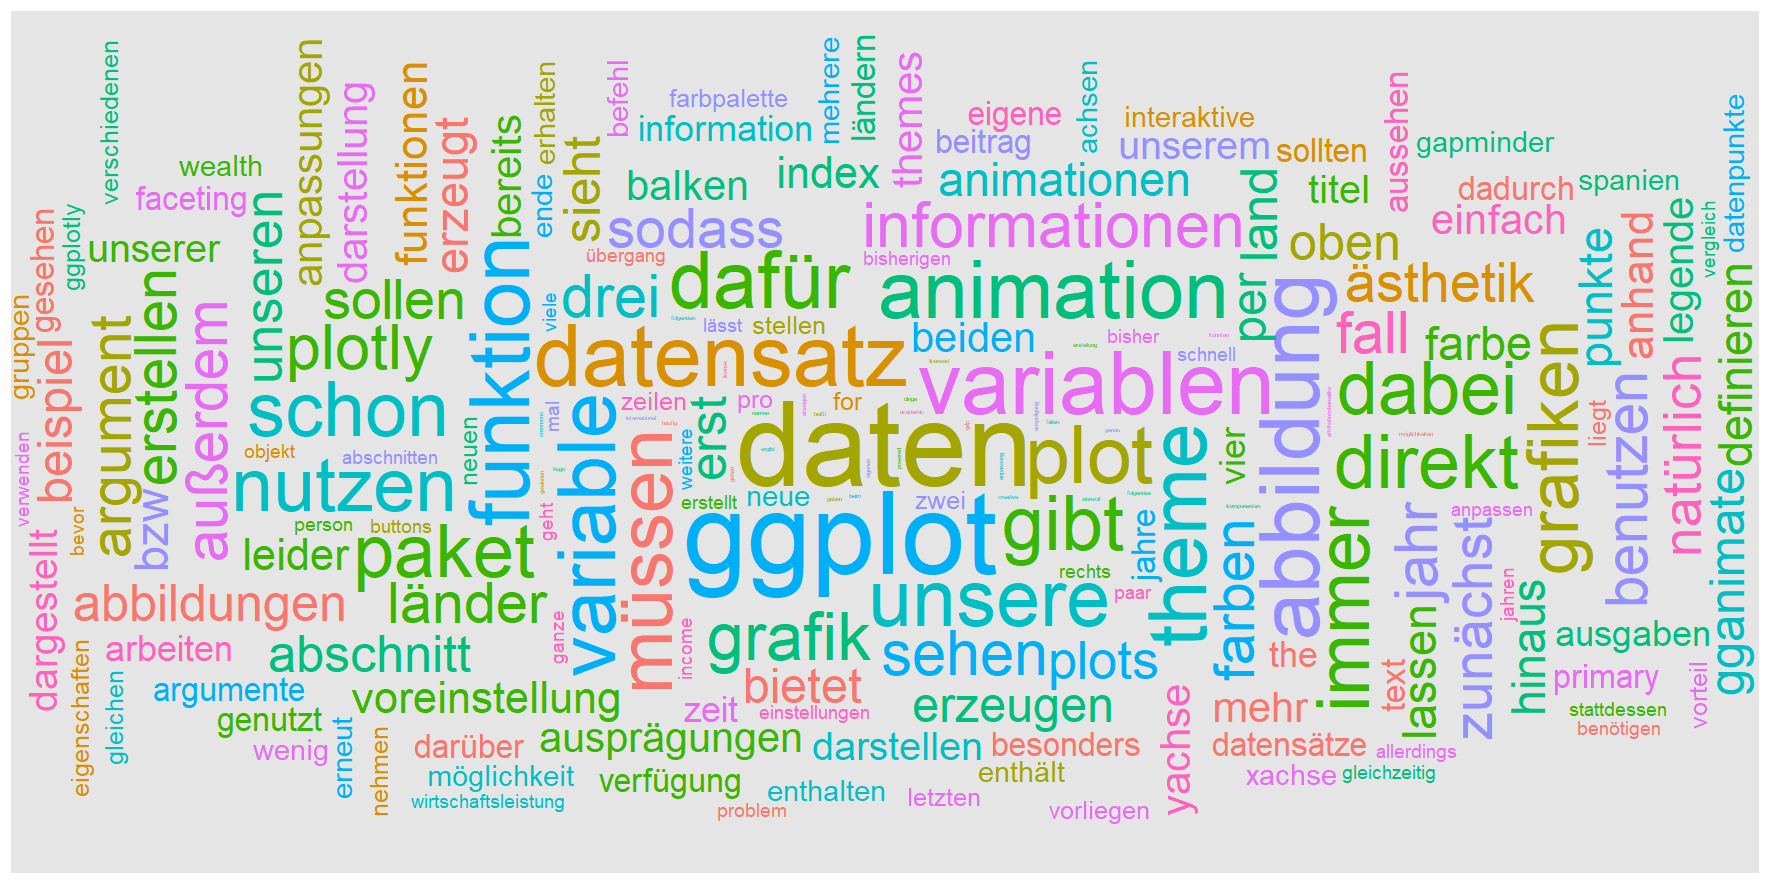 verschiedenen
anpassungen
darstellung
funktionen
erzeugt
bereits
ende
erhalten
sieht
befehl
farbpalette
information
mehrere
ländern
themes
eigene
beitrag
achsen
interaktive
unserem
sollten
aussehen
gapminder
datenpunkte
wealth
faceting
balken
index
animationen
titel
dadurch
spanien
ggplotly
unserer
unseren
sodass
informationen
land
oben
einfach
legende
vergleich
gesehen
übergang
bisherigen
per
ästhetik
punkte
anhand
gruppen
erstellen
sollen
funktion
viele
drei
dafür
animation
abbildung
fall
farbe
definieren
beispiel
argument
außerdem
plotly
datensatz
lässt
stellen
beiden
bisher
schnell
variablen
dabei
grafiken
natürlich
schon
variable
mal
zeilen
pro
for
erst
daten
plot
vier
direkt
liegt
benutzen
verwenden
objekt
abschnitten
neuen
weitere
nutzen
müssen
erstellt
neue
zwei
theme
anpassen
gganimate
bevor
bzw
person
buttons
geht
ggplot
gibt
jahre
immer
jahr
zunächst
dargestellt
leider
paket
rechts
paar
farben
jahren
hinaus
abbildungen
länder
unsere
lassen
ausgaben
eigenschaften
arbeiten
abschnitt
ganze
income
grafik
sehen
plots
the
text
primary
gleichen
argumente
voreinstellung
bietet
zeit
einstellungen
erzeugen
yachse
mehr
vorteil
genutzt
stattdessen
benötigen
wenig
erneut
nehmen
darüber
ausprägungen
darstellen
besonders
datensätze
allerdings
möglichkeit
verfügung
enthält
xachse
gleichzeitig
wirtschaftsleistung
enthalten
letzten
problem
vorliegen